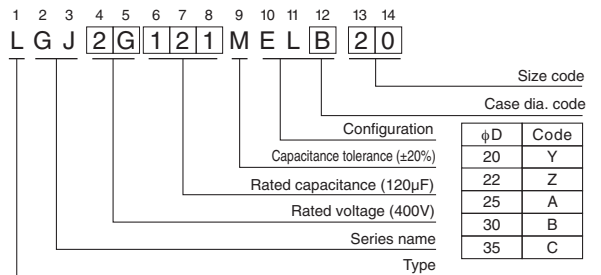 1 2 3 4 5 6 7 8 9 10 11 12 13 14
L G J 2 G 1 2 1 M E L B 2 0
Size code
Case dia. code
Configuration
Capacitance tolerance (±20%)
Rated capacitance (120µF)
Rated voltage (400V)
Series name
Type
ϕD Code
20 Y
22 Z
25 A
30 B
35 C